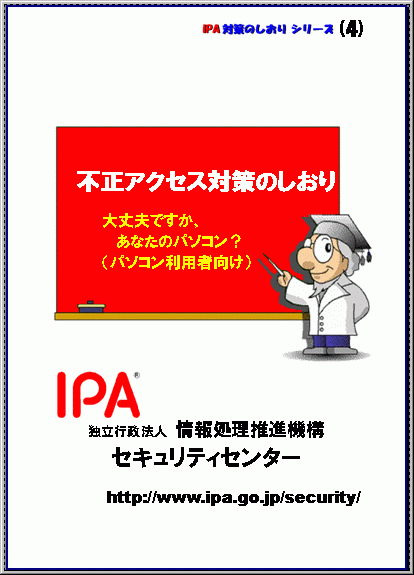 IPA 対策のしおり シリーズ (4)
不正アクセス対策のしおり
大丈夫ですか、
あなたのパソコン？
（パソコン利用者向け）
IPA®
独立行政法人 情報処理推進機構
セキュリティセンター
http://www.ipa.go.jp/security/